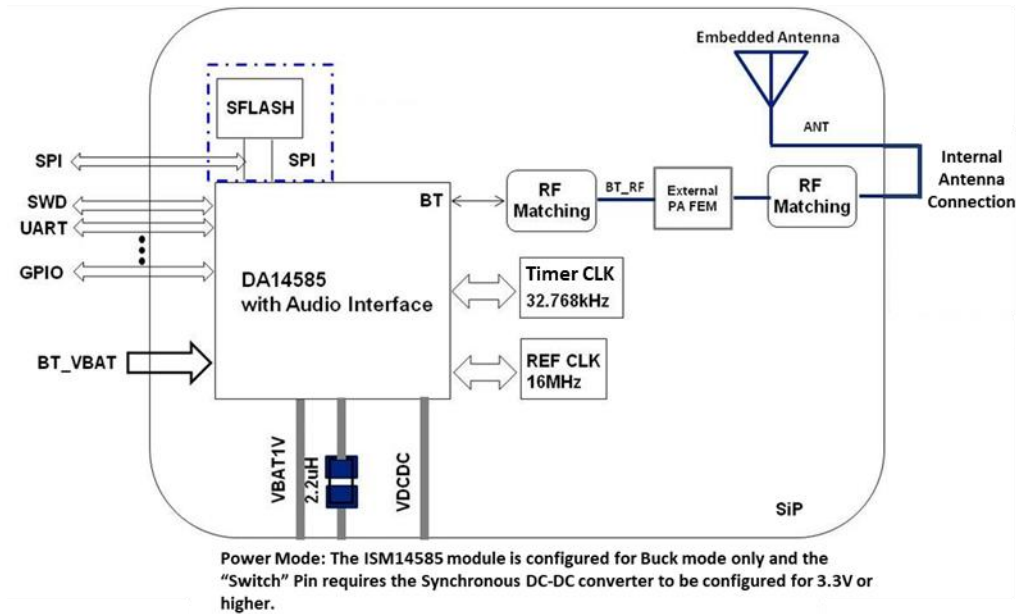 Embedded Antenna
SFLASH
ANT
SPI
SPI
Internal
Antenna
Connection
BT
RF
Matching
BT_RF
External
PA FEM
RF
Matching
SWD
UART
GPIO
DA14585
with Audio Interface
Timer CLK
32.768kHz
BT_VBAT
REF CLK
16MHz
VBAT1V
2.2uH
VDCDC
SiP
Power Mode: The ISM14585 module is configured for Buck mode only and the
“Switch” Pin requires the Synchronous DC-DC converter to be configured for 3.3V or
higher.